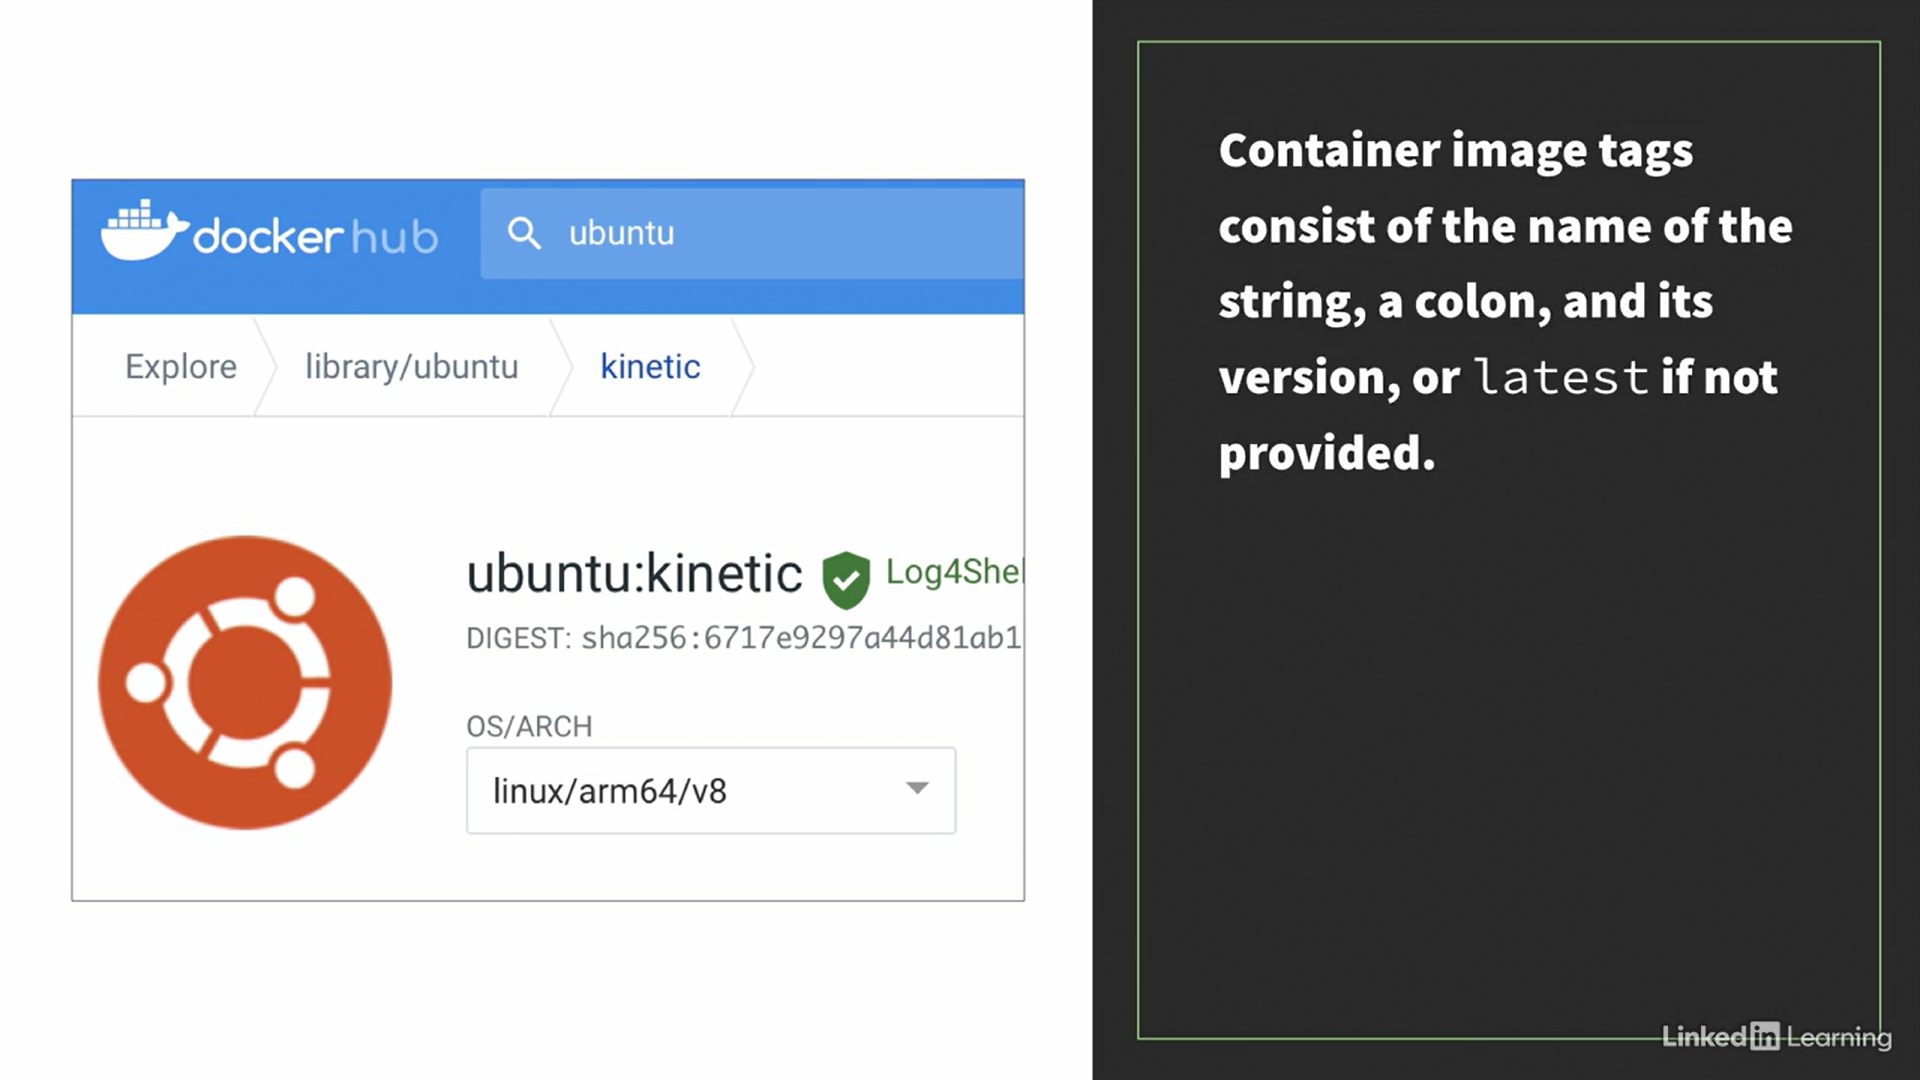 docker hub
ubuntu
Explore
library/ubuntu
kinetic
ubuntu:kinetic
DIGEST: sha256:6717e9297a44d81ab1
OS/ARCH
linux/arm64/v8
Container image tags
consist of the name of the
string, a colon, and its
version, or latest if not
provided.
LinkedIn Learning